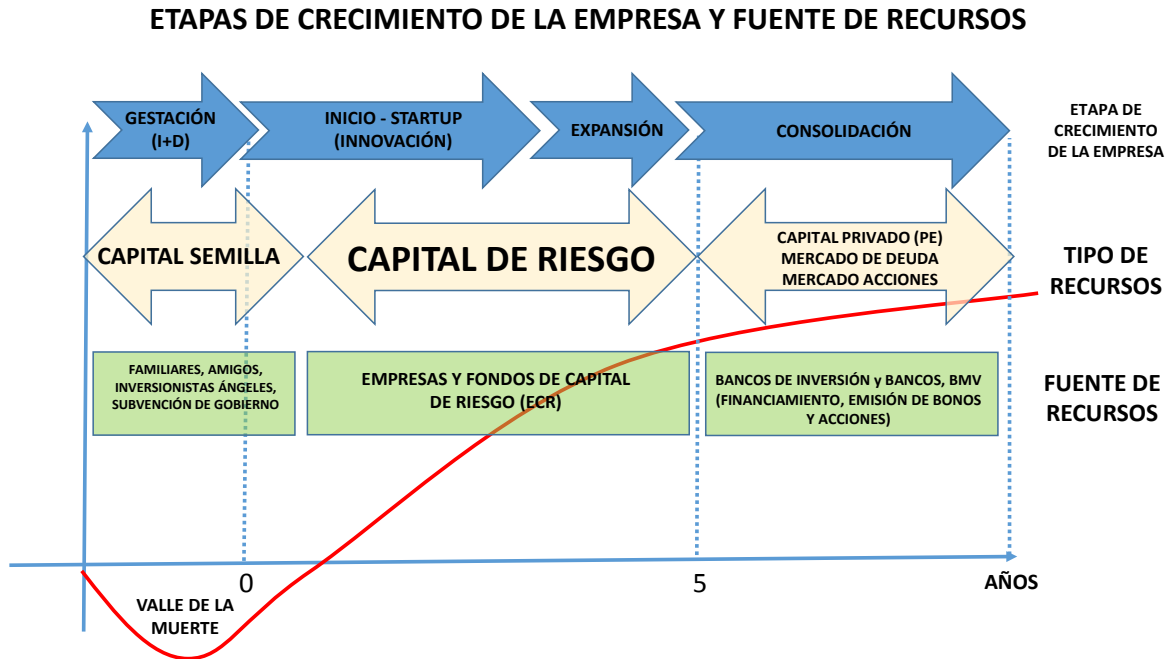 ETAPAS DE CRECIMIENTO DE LA EMPRESA Y FUENTE DE RECURSOS
GESTACIÓN
(I+D)
INICIO - STARTUP
(INNOVACIÓN)
EXPANSIÓN
CONSOLIDACIÓN
ETAPA DE
CRECIMIENTO
DE LA EMPRESA
CAPITAL SEMILLA
CAPITAL DE RIESGO
CAPITAL PRIVADO (PE)
MERCADO DE DEUDA
MERCADO ACCIONES
TIPO DE
RECURSOS
FAMILIARES, AMIGOS,
INVERSIONISTAS ÁNGELES,
SUBVENCIÓN DE GOBIERNO
EMPRESAS Y FONDOS DE CAPITAL
DE RIESGO (ECR)
BANCOS DE INVERSIÓN y BANCOS, BMV
(FINANCIAMIENTO, EMISIÓN DE BONOS
Y ACCIONES)
FUENTE DE
RECURSOS
0
5
AÑOS
VALLE DE LA
MUERTE